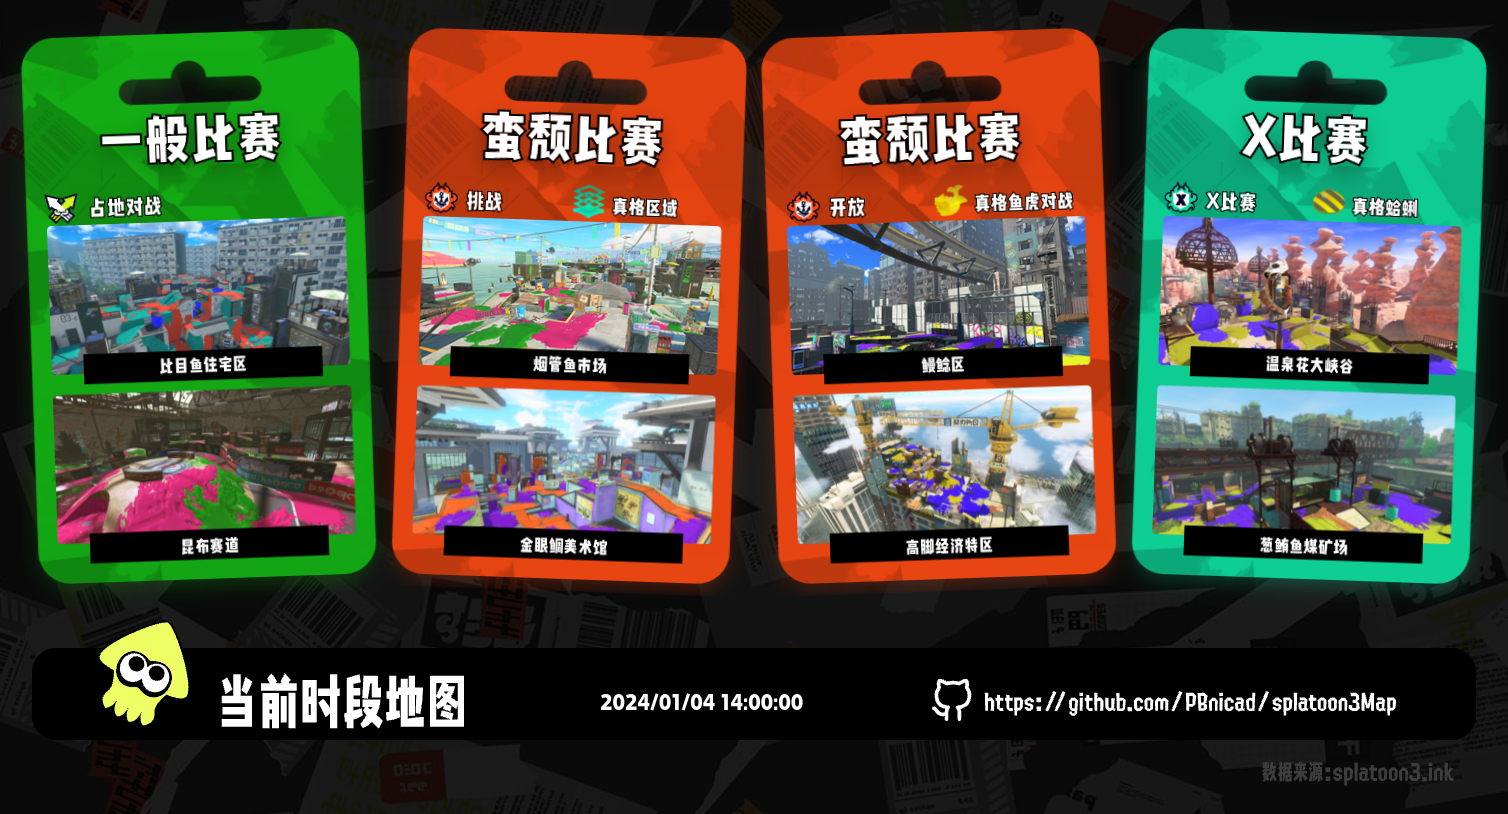 一般比赛
占地对战
比目鱼住宅区
昆布赛道
蛮颓比赛
挑战
真格区域
烟管鱼市场
金眼鲷美术馆
蛮颓比赛
开放
真格鱼虎对战
鳗鲶区
高脚经济特区
X比赛
X比赛
真格蛤蜊
温泉花大峡谷
葱鲔鱼煤矿场
当前时段地图
2024/01/04 14:00:00
https://github.com/PBnicad/splatoon3Map
数据来源:splatoon3.ink